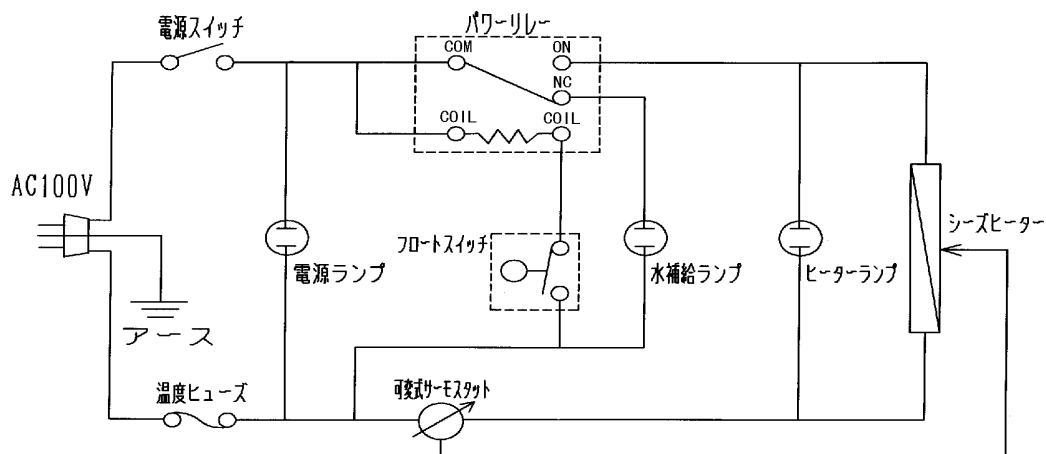 電源スイッチ
パワーリレー
COM
ON
NC
COIL
COIL
AC100V
アース
電源ランプ
フロートスイッチ
水補給ランプ
ヒーターランプ
シーズヒーター
温度ヒューズ
可変式サーモスタット